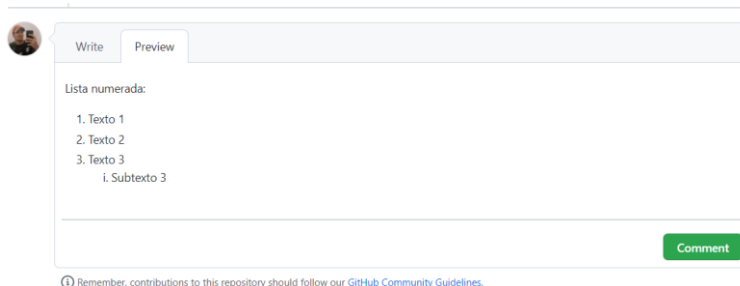 Write
Preview
Lista numerada:
1. Texto 1
2. Texto 2
3. Texto 3
i. Subtexto 3
Comment
Remember, contributions to this repository should follow our GitHub Community Guidelines.